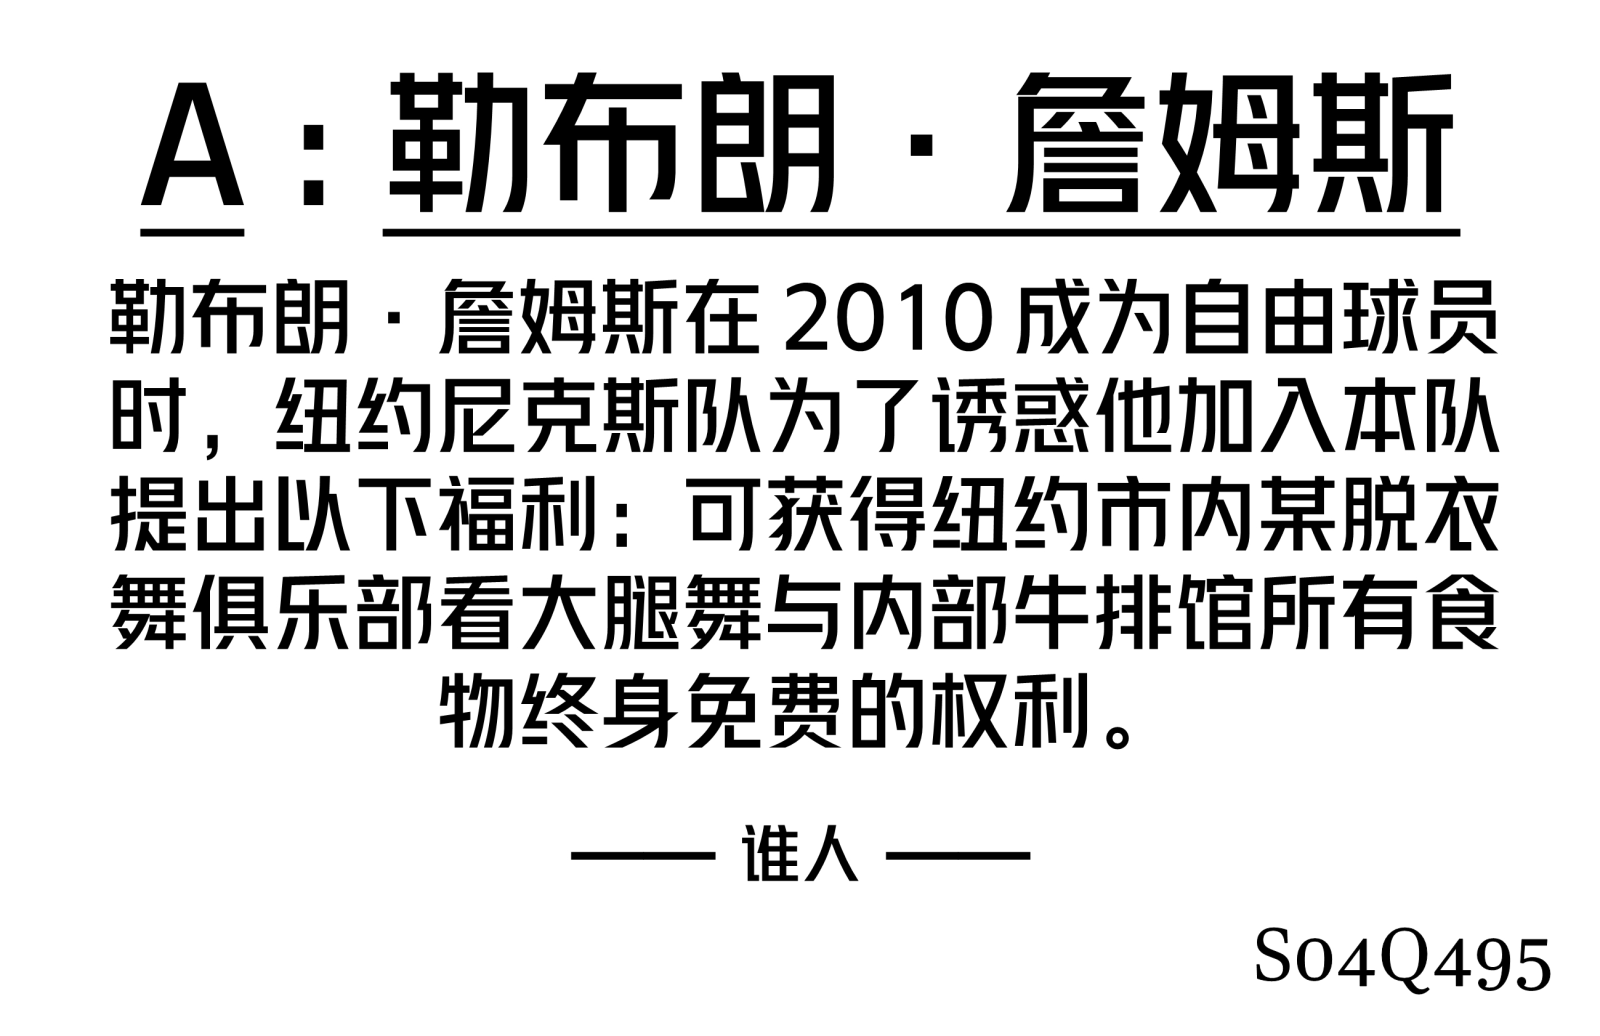 A：勒布朗·詹姆斯
勒布朗·詹姆斯在2010成为自由球员
时，纽约尼克斯队为了诱惑他加入本队
提出以下福利：可获得纽约市内某脱衣
舞俱乐部看大腿舞与内部牛排馆所有食
物终身免费的权利。
谁人
S04Q495